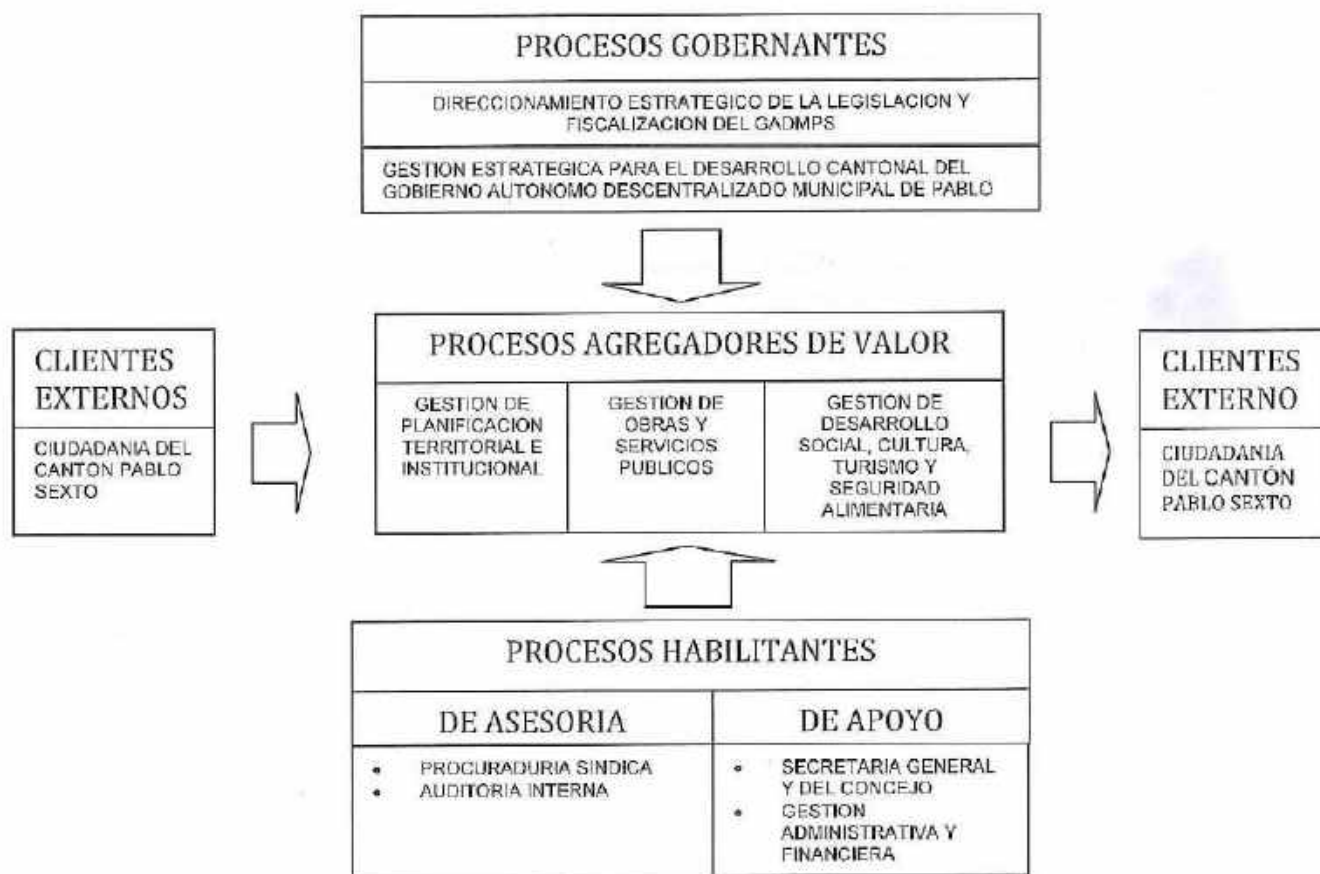 PROCESOS GOBERNANTES
DIRECCIONAMIENTO ESTRATEGICO DE LA LEGISLACION Y
FISCALIZACION DEL GADMPS
GESTION ESTRATEGICA PARA EL DESARROLLO CANTONAL DEL
GOBIERNO AUTONOMO DESCENTRALIZADO MUNICIPAL DE PABLO
CLIENTES
EXTERNOS
CIUDADANIA DEL
CANTON PABLO
SEXTO
PROCESOS AGREGADORES DE VALOR
GESTION DE
PLANIFICACION
TERRITORIAL E
INSTITUCIONAL
GESTION DE
OBRAS Y
SERVICIOS
PUBLICOS
GESTION DE
DESARROLLO
SOCIAL, CULTURA,
TURISMO Y
SEGURIDAD
ALIMENTARIA
CLIENTES
EXTERNO
CIUDADANIA
DEL CANTÓN
PABLO SEXTO
PROCESOS HABILITANTES
DE ASESORIA
• PROCURADURIA SINDICA
• AUDITORIA INTERNA
DE APOYO
• SECRETARIA GENERAL
Y DEL CONCEJO
• GESTION
ADMINISTRATIVA Y
FINANCIERA